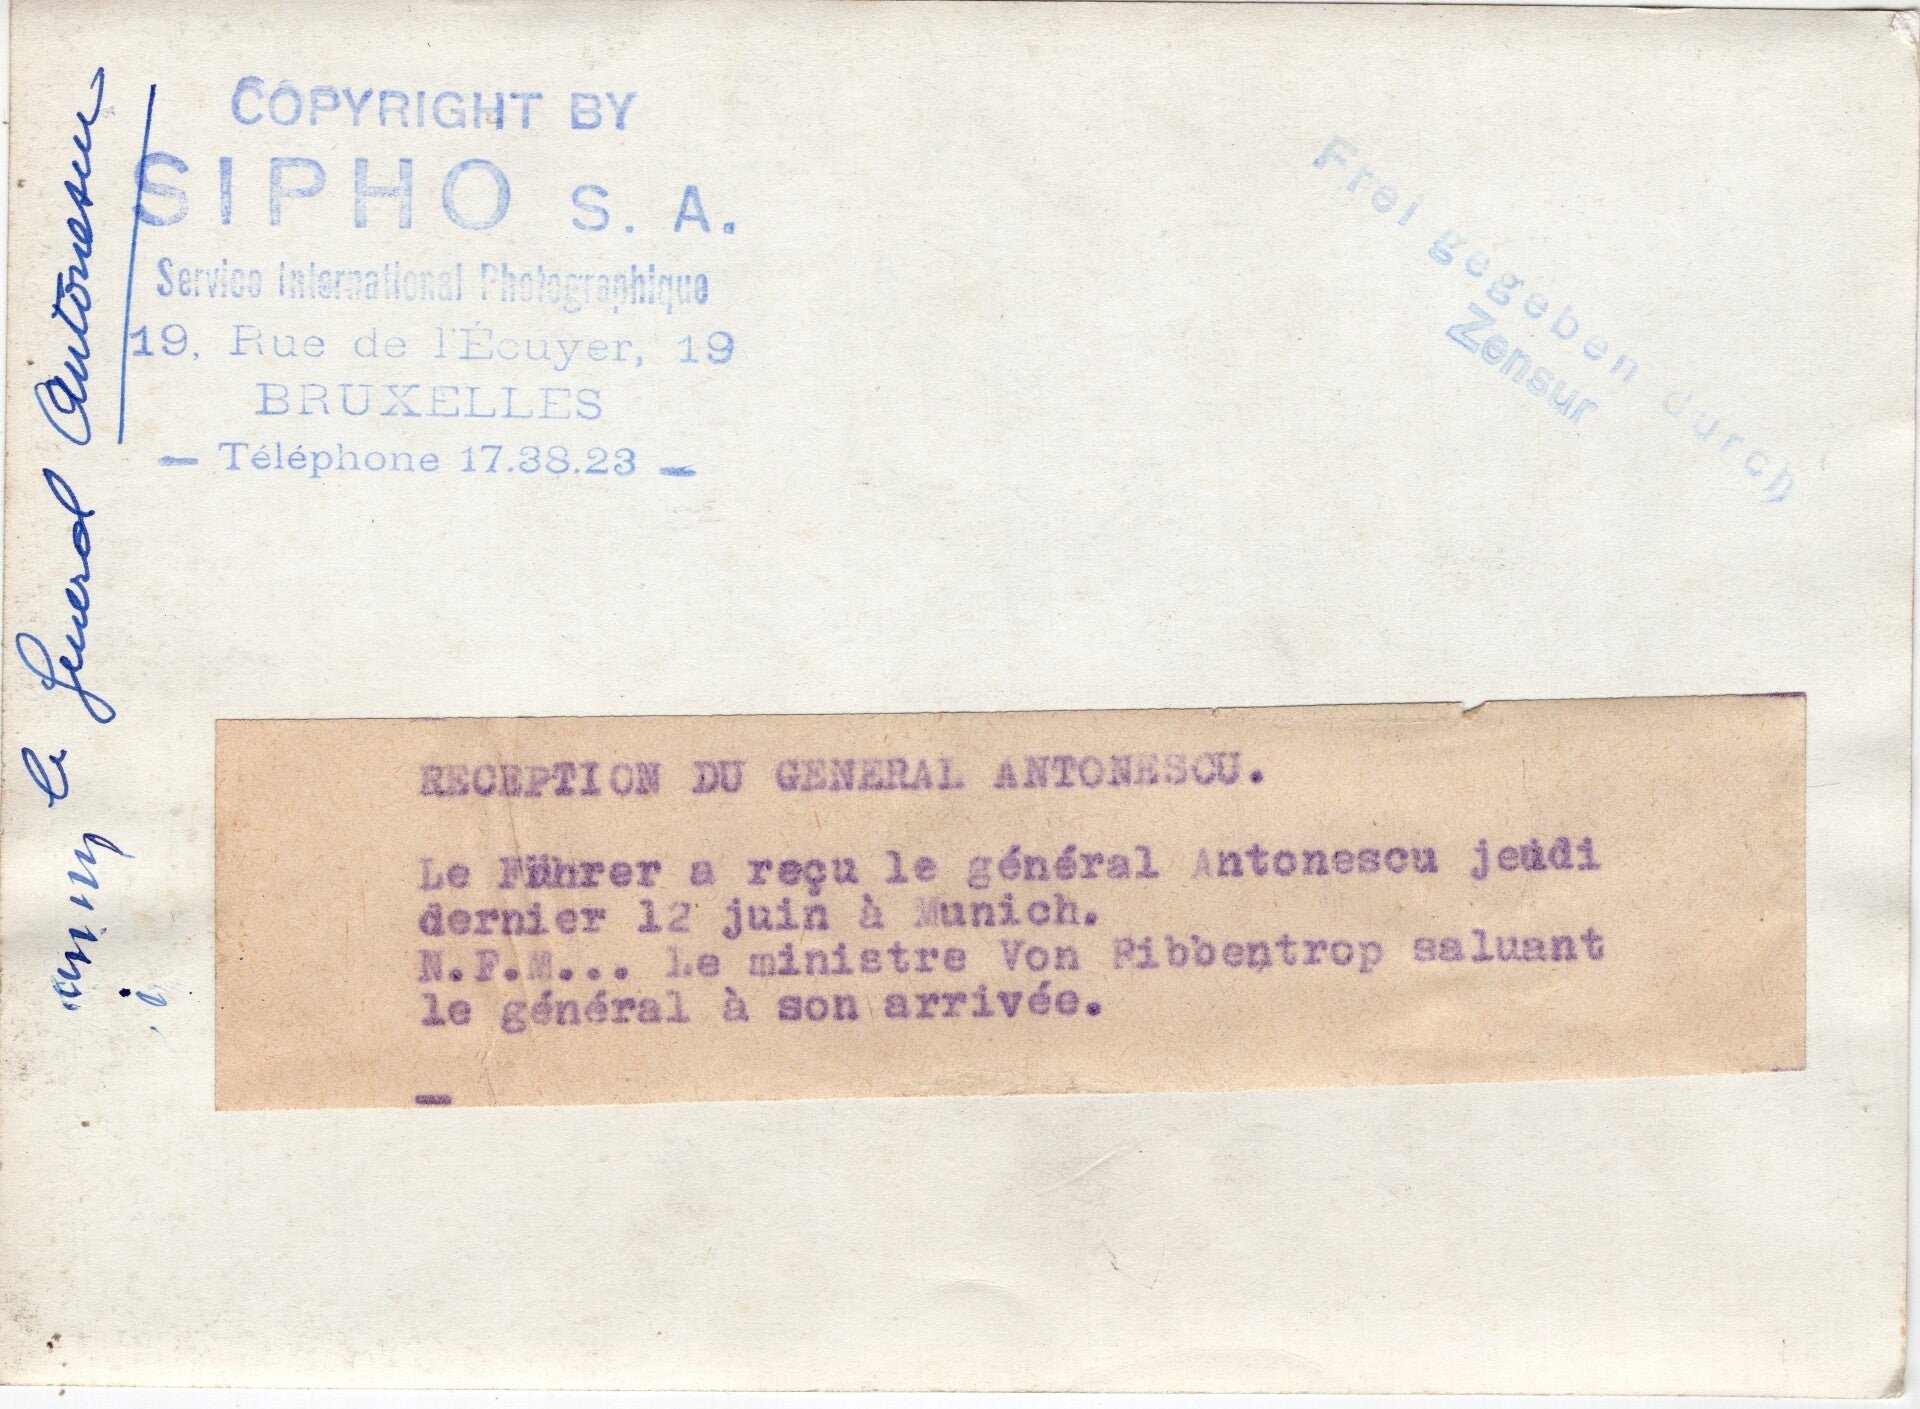 COPYRIGHT BY
SIPHO S. A.
Service International Photographique
19, Rue de l'Écuyer, 19
BRUXELLES
— Téléphone 17.38.23 —
Frei gegeben durch
Zensur
le General Antonescu
RECEPTION DU GENERAL ANTONESCU.
Le Führer a reçu le général Antonescu jeudi
dernier 12 juin à Munich.
N.F.M... Le ministre Von Ribbentrop saluant
le général à son arrivée.